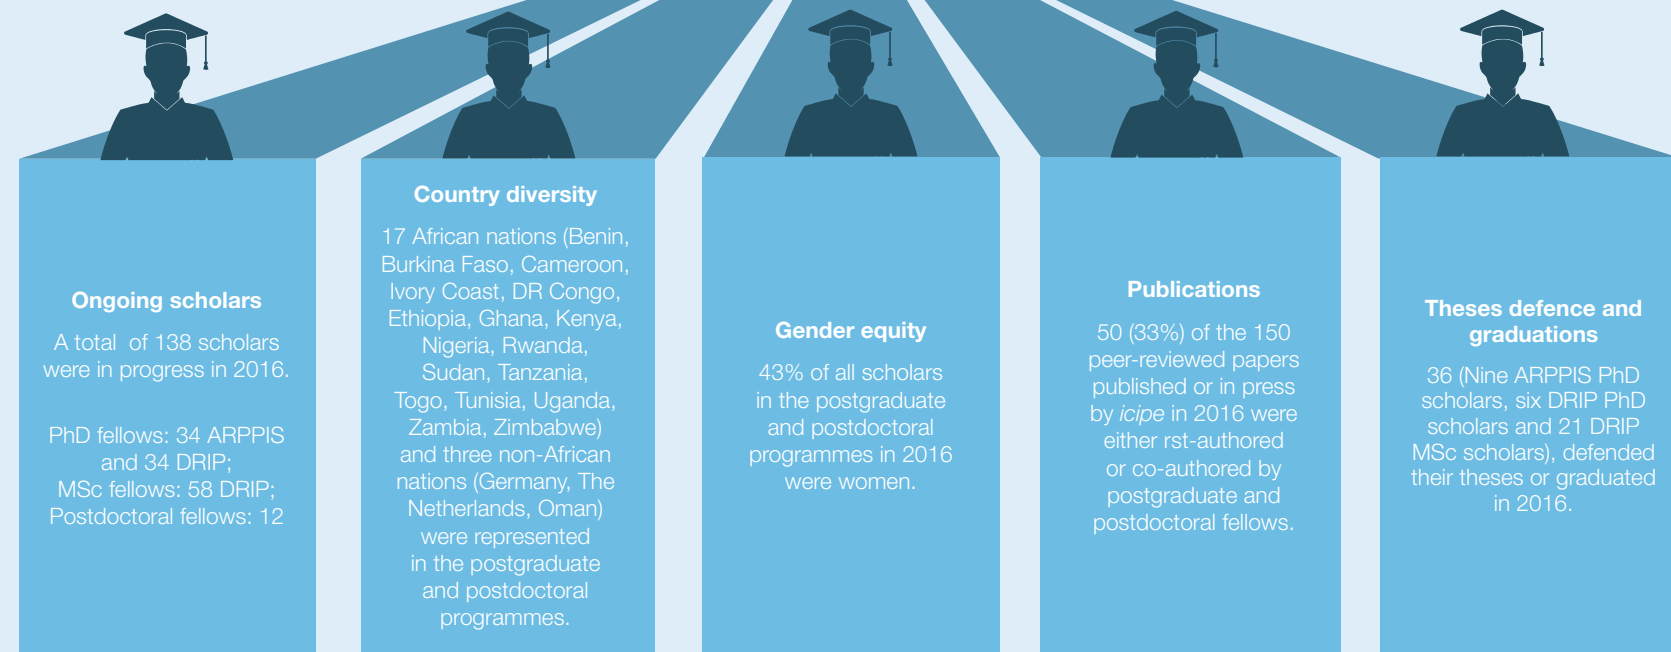 Ongoing scholars
A total  of 138 scholars
were in progress in 2016.
PhD fellows: 34 ARPPIS
and 34 DRIP;
MSc fellows: 58 DRIP;
Postdoctoral fellows: 12
Country diversity
17 African nations (Benin,
Burkina Faso, Cameroon,
Ivory Coast, DR Congo,
Ethiopia, Ghana, Kenya,
Nigeria, Rwanda,
Sudan, Tanzania,
Togo, Tunisia, Uganda,
Zambia, Zimbabwe)
and three non-African
nations (Germany, The
Netherlands, Oman)
were represented
in the postgraduate
and postdoctoral
programmes.
Gender equity
43% of all scholars
in the postgraduate
and postdoctoral
programmes in 2016
were women.
Publications
50 (33%) of the 150
peer-reviewed papers
published or in press
by icipe in 2016 were
either rst-authored
or co-authored by
postgraduate and
postdoctoral fellows.
Theses defence and
graduations
36 (Nine ARPPIS PhD
scholars, six DRIP PhD
scholars and 21 DRIP
MSc scholars), defended
their theses or graduated
in 2016.